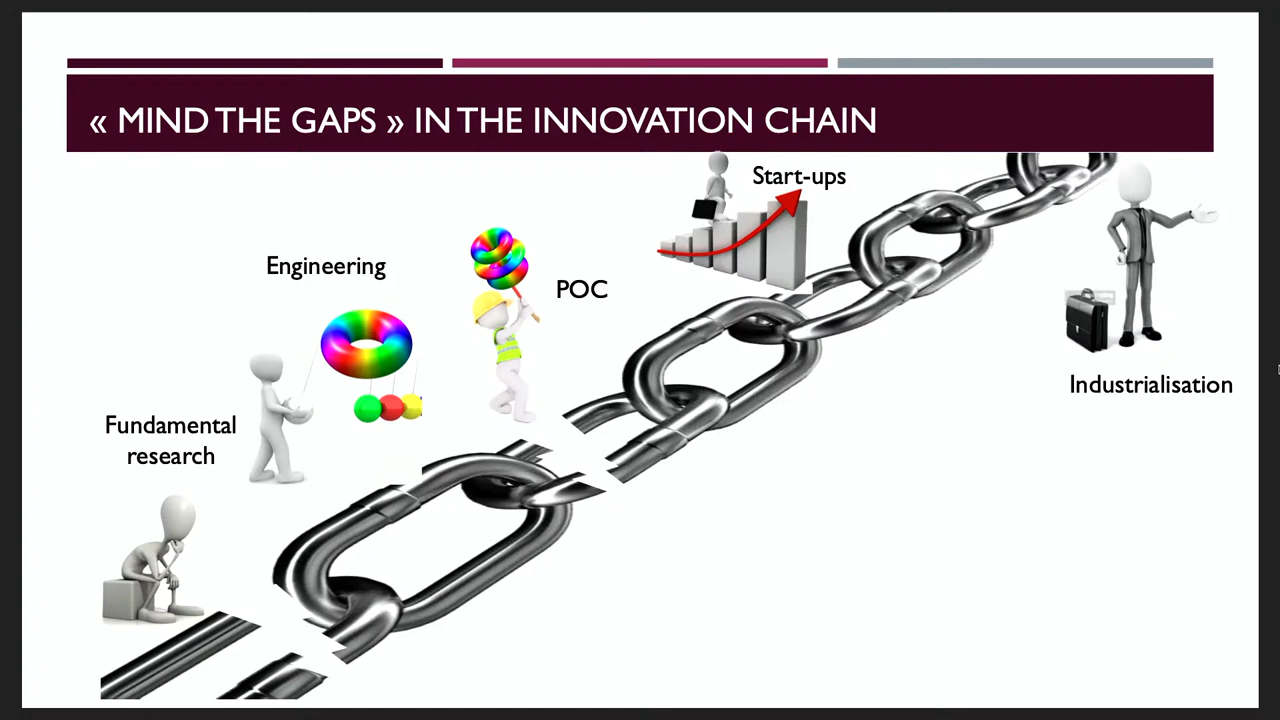 « MIND THE GAPS » IN THE INNOVATION CHAIN
Start-ups
Engineering
POC
Industrialisation
Fundamental
research